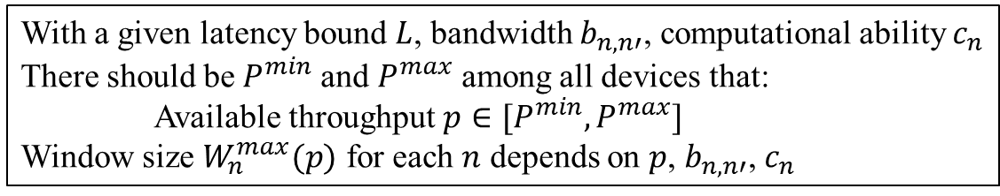 With a given latency bound L, bandwidth b_{n,n′}, computational ability c_n
There should be P^{min} and P^{max} among all devices that:
Available throughput p ∈ [P^{min}, P^{max}]
Window size W_n^{max}(p) for each n depends on p, b_{n,n′}, c_n